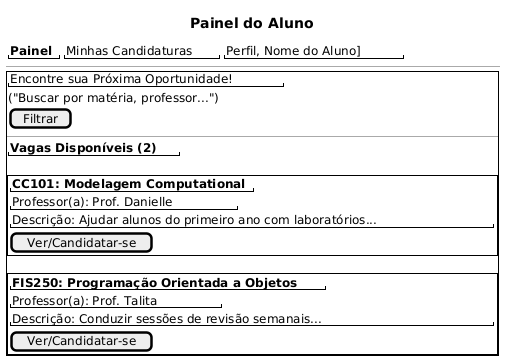 Painel do Aluno
Painel Minhas Candidaturas Perfil, Nome do Aluno]
Encontre sua Próxima Oportunidade!
("Buscar por matéria, professor...")
Filtrar
Vagas Disponíveis (2)
CC101: Modelagem Computacional
Professor(a): Prof. Danielle
Descrição: Ajudar alunos do primeiro ano com laboratórios...
Ver/Candidatar-se
FIS250: Programação Orientada a Objetos
Professor(a): Prof. Talita
Descrição: Conduzir sessões de revisão semanais...
Ver/Candidatar-se